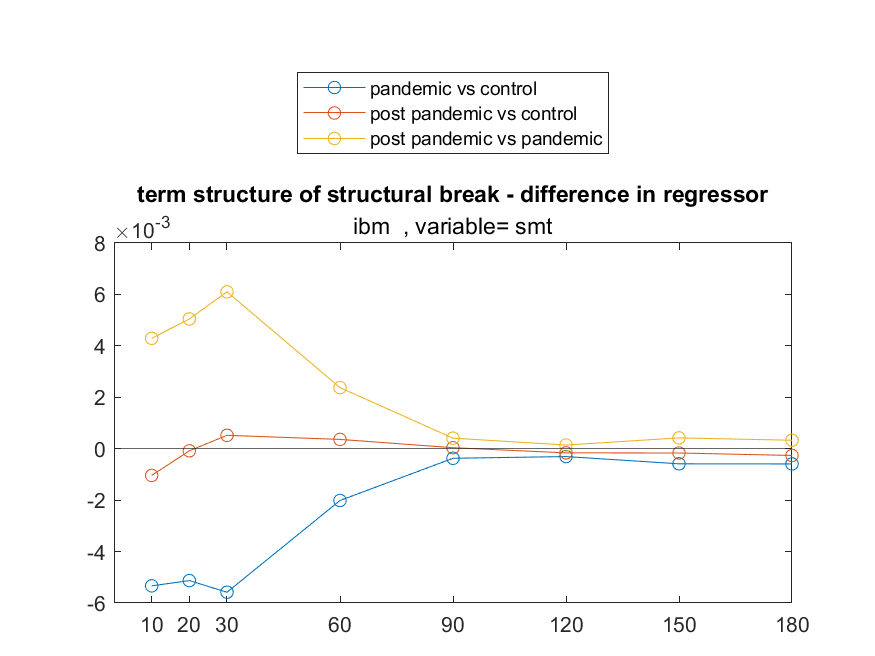 pandemic vs control
post pandemic vs control
post pandemic vs pandemic
term structure of structural break - difference in regressor
ibm  , variable= smt
×10-3
8
6
4
2
0
-2
-4
-6
10 20 30 60 90 120 150 180